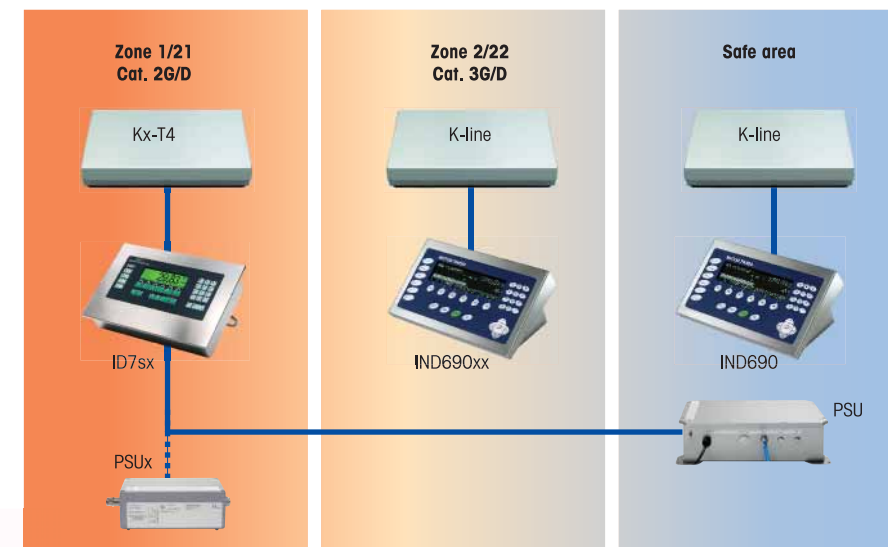 Zone 1/21
Cat. 2G/D
Zone 2/22
Cat. 3G/D
Safe area
Kx-T4
K-line
K-line
ID7sx
IND690xx
IND690
PSU
PSUx